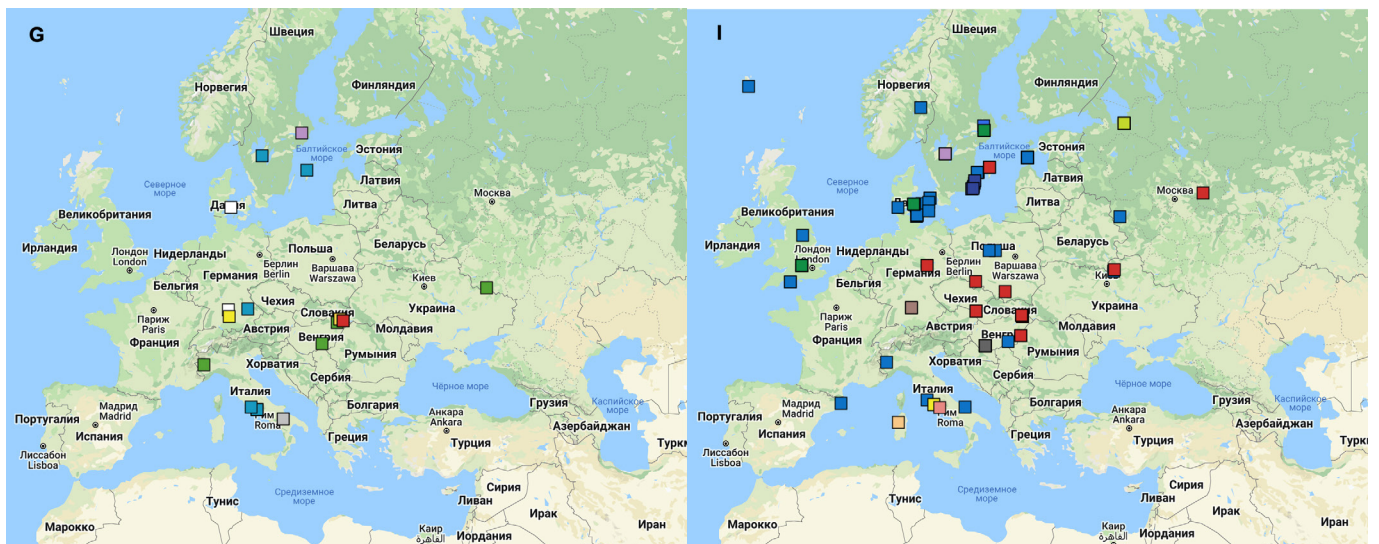 G
Швеция
Норвегия
Финляндия
Балтийское
море
Эстония
Северное
море
Латвия
Москва
Литва
Великобритания
Ирландия
Лондон
London
Нидерланды
Берлин
Berlin
Польша
Варшава
Warszawa
Беларусь
Германия
Бельгия
Киев
Чехия
Словакия
Украина
Париж
Paris
Австрия
Венгрия
Молдавия
Франция
Хорватия
Румыния
Сербия
Чёрное море
Италия
Болгария
Грузия
Каспийское
море
Португалия
Мадрид
Madrid
Испания
Roma
Анкара
Ankara
Азербайджан
Греция
Турция
Лиссабон
Lisboa
Тунис
Средиземное
море
Сирия
Ливан
Ирак
Марокко
Каир
القاهرة
Иордания
Иран
I
Швеция
Норвегия
Финляндия
Балтийское
море
Эстония
Северное
море
Латвия
Москва
Литва
Великобритания
Ирландия
Лондон
London
Нидерланды
Берлин
Berlin
Варшава
Warszawa
Беларусь
Германия
Бельгия
Чехия
Словакия
Украина
Париж
Paris
Австрия
Молдавия
Франция
Хорватия
Румыния
Сербия
Чёрное море
Италия
Болгария
Грузия
Каспийское
море
Португалия
Мадрид
Madrid
Испания
Рим
Roma
Анкара
Ankara
Азербайджан
Греция
Турция
Лиссабон
Lisboa
Тунис
Средиземное
море
Сирия
Ливан
Ирак
Марокко
Каир
القاهرة
Иордания
Иран